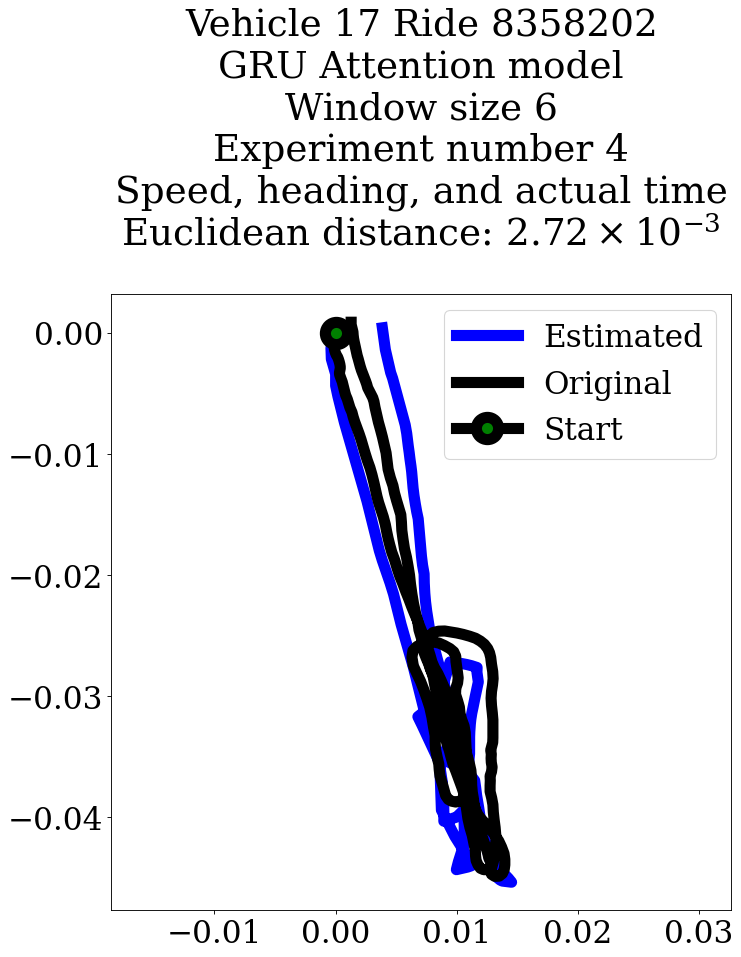 Vehicle 17 Ride 8358202
GRU Attention model
Window size 6
Experiment number 4
Speed, heading, and actual time
Euclidean distance: 2.72 × 10⁻³
Estimated
Original
Start
0.00
−0.01
−0.02
−0.03
−0.04
−0.01 0.00 0.01 0.02 0.03